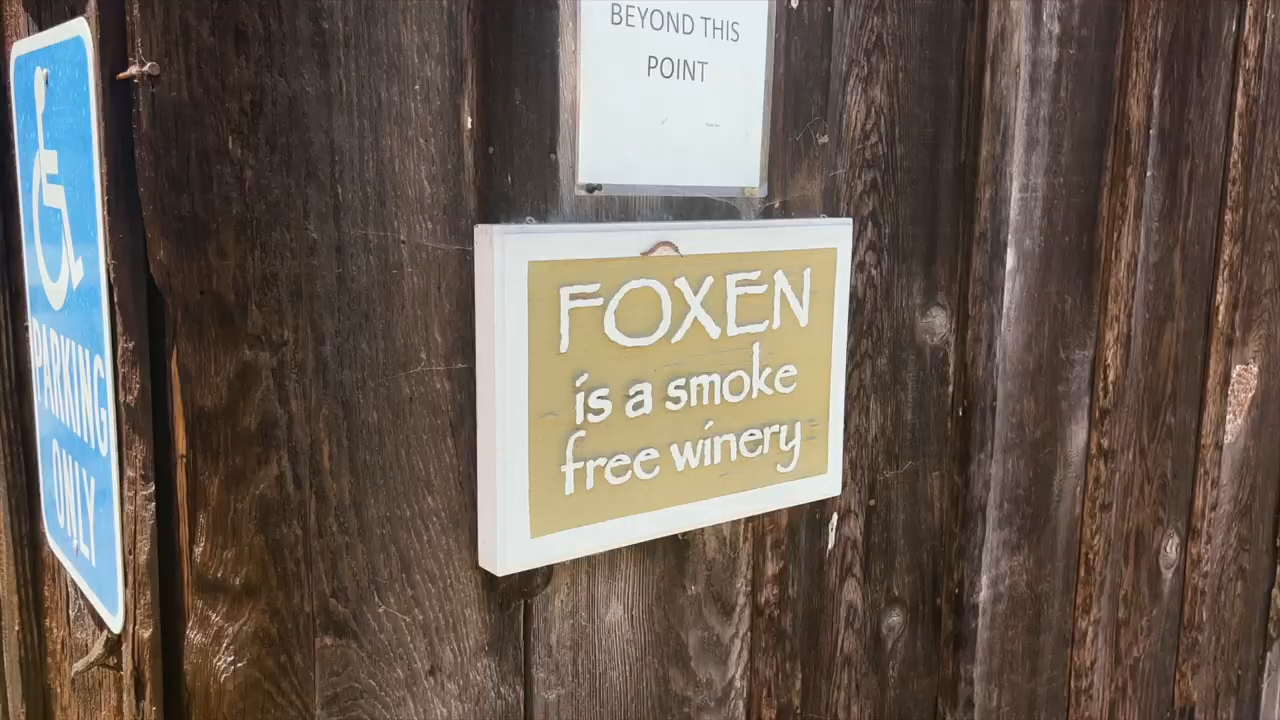 PARKING
ONLY
BEYOND THIS
POINT
FOXEN
is a smoke
free winery